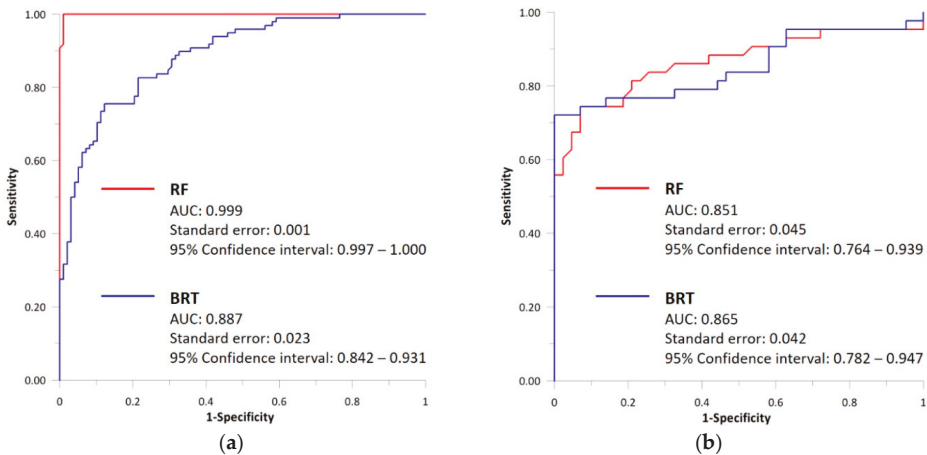 1.00
0.80
0.60
0.40
0.20
0.00
Sensitivity
0
0.2
0.4
0.6
0.8
1
1-Specificity
RF
AUC: 0.999
Standard error: 0.001
95% Confidence interval: 0.997 – 1.000
BRT
AUC: 0.887
Standard error: 0.023
95% Confidence interval: 0.842 – 0.931
(a)
1.00
0.80
0.60
0.40
0.20
0.00
Sensitivity
0
0.2
0.4
0.6
0.8
1
1-Specificity
RF
AUC: 0.851
Standard error: 0.045
95% Confidence interval: 0.764 – 0.939
BRT
AUC: 0.865
Standard error: 0.042
95% Confidence interval: 0.782 – 0.947
(b)